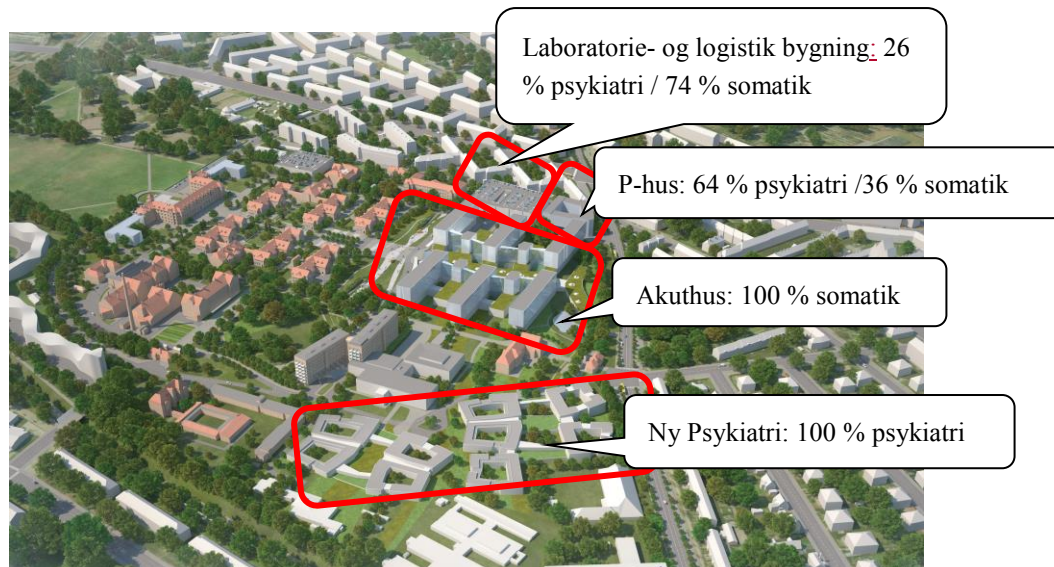 Laboratorie- og logistik bygning: 26
% psykiatri / 74 % somatik
P-hus: 64 % psykiatri /36 % somatik
Akuthus: 100 % somatik
Ny Psykiatri: 100 % psykiatri